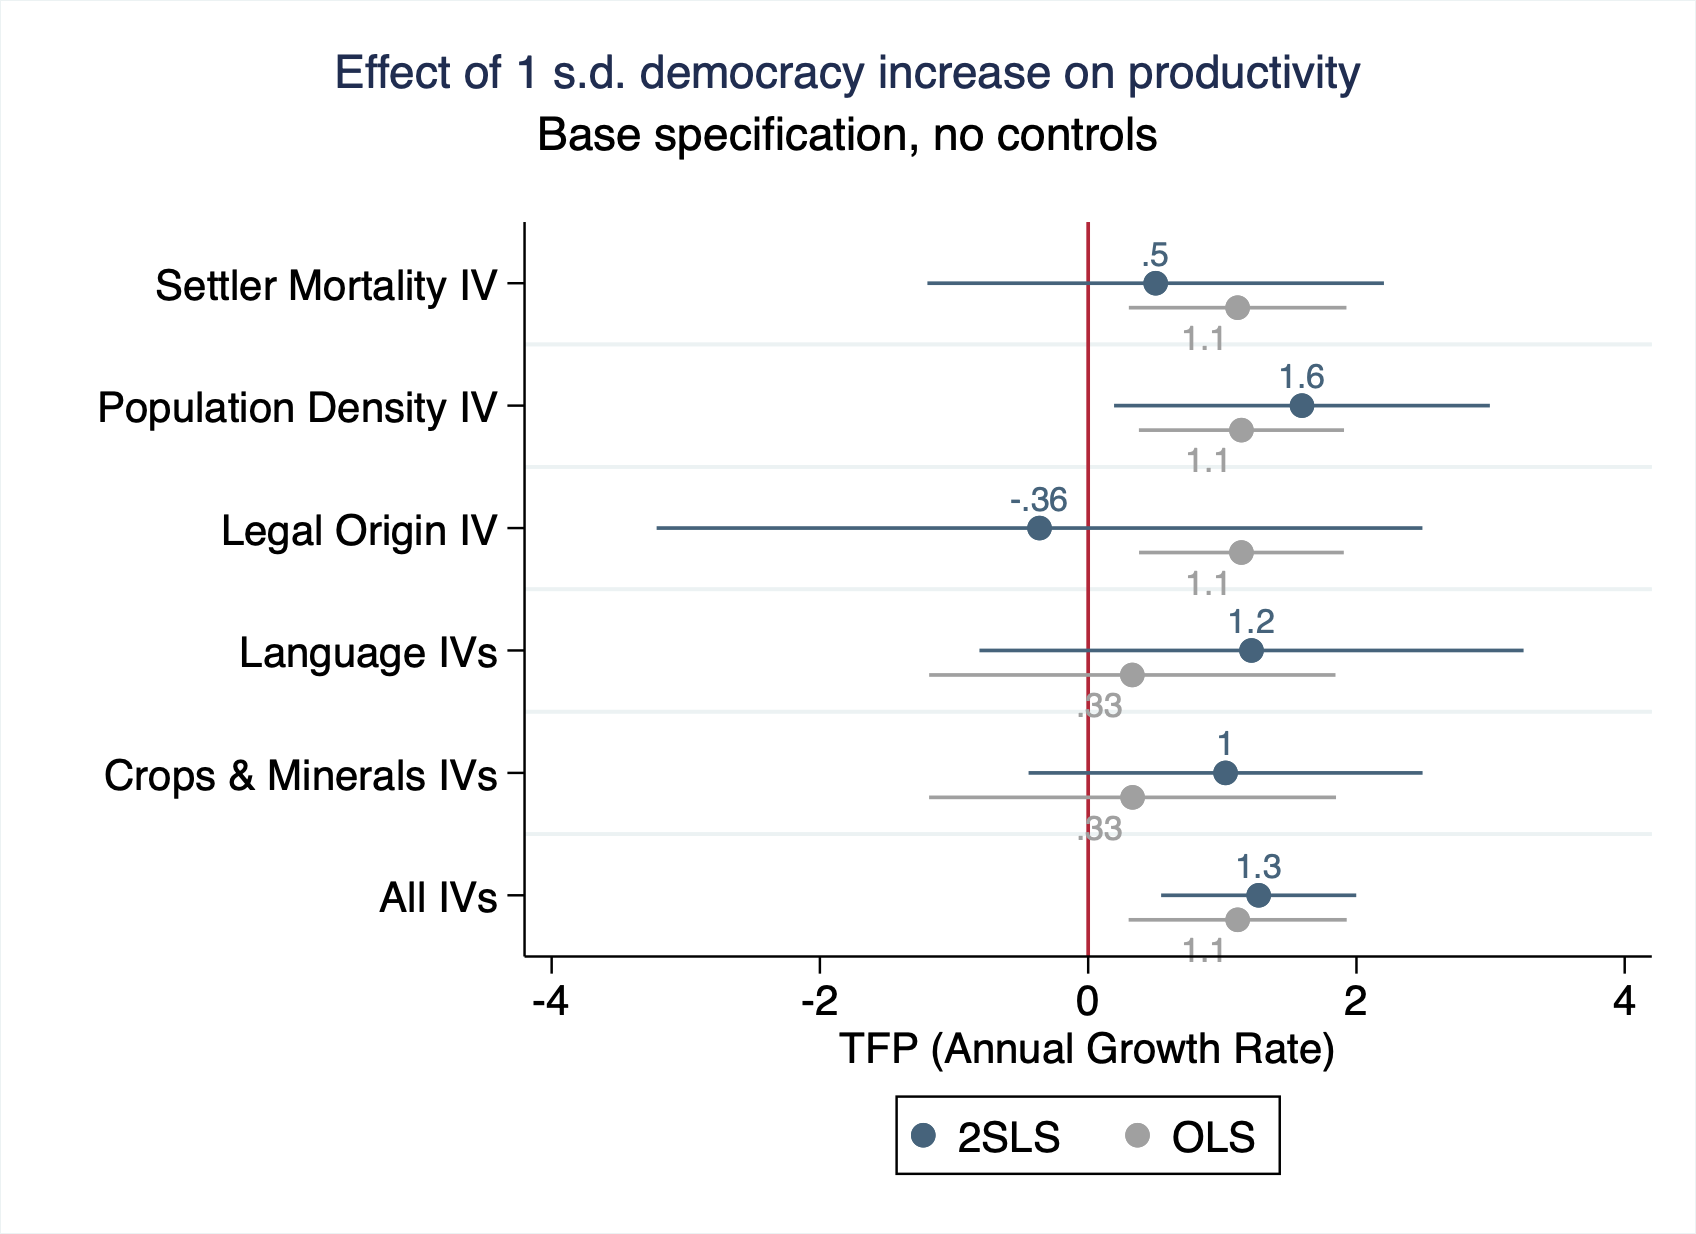 Effect of 1 s.d. democracy increase on productivity
Base specification, no controls
.5
Settler Mortality IV
1.1
1.6
Population Density IV
1.1
-.36
Legal Origin IV
1.1
1.2
Language IVs
.33
1
Crops & Minerals IVs
.33
1.3
All IVs
1.1
-4 -2 0 2 4
TFP (Annual Growth Rate)
2SLS OLS